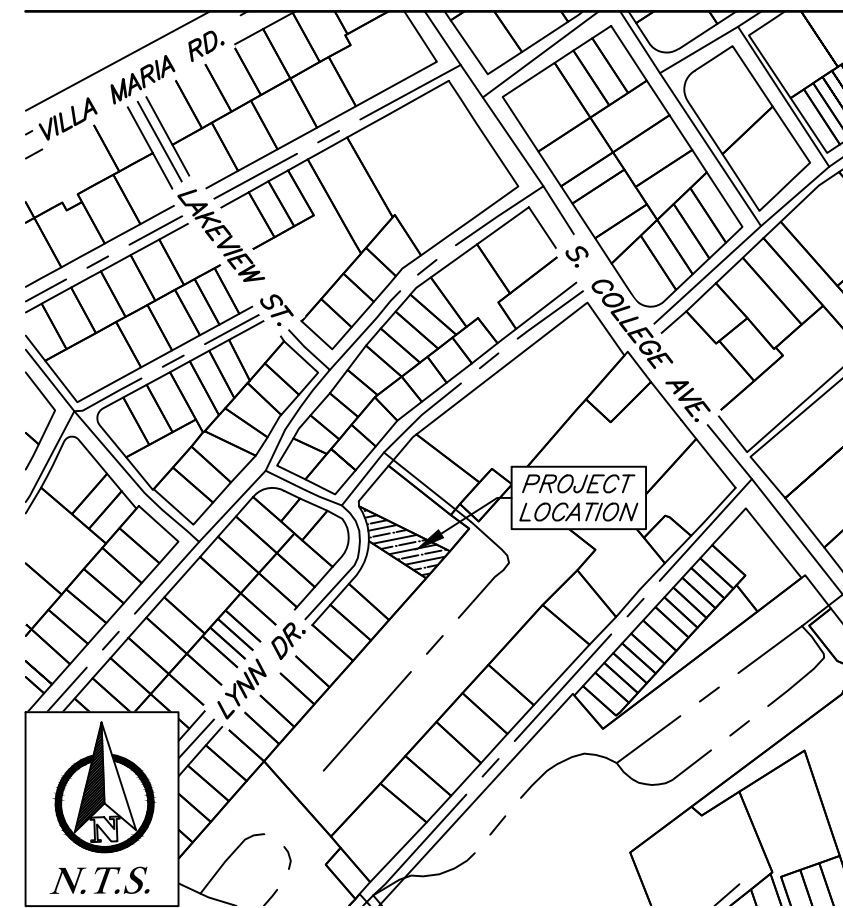 VILLA MARIA RD.
LAKEVIEW ST.
S. COLLEGE AVE.
PROJECT
LOCATION
LYNN DR.
N
N.T.S.